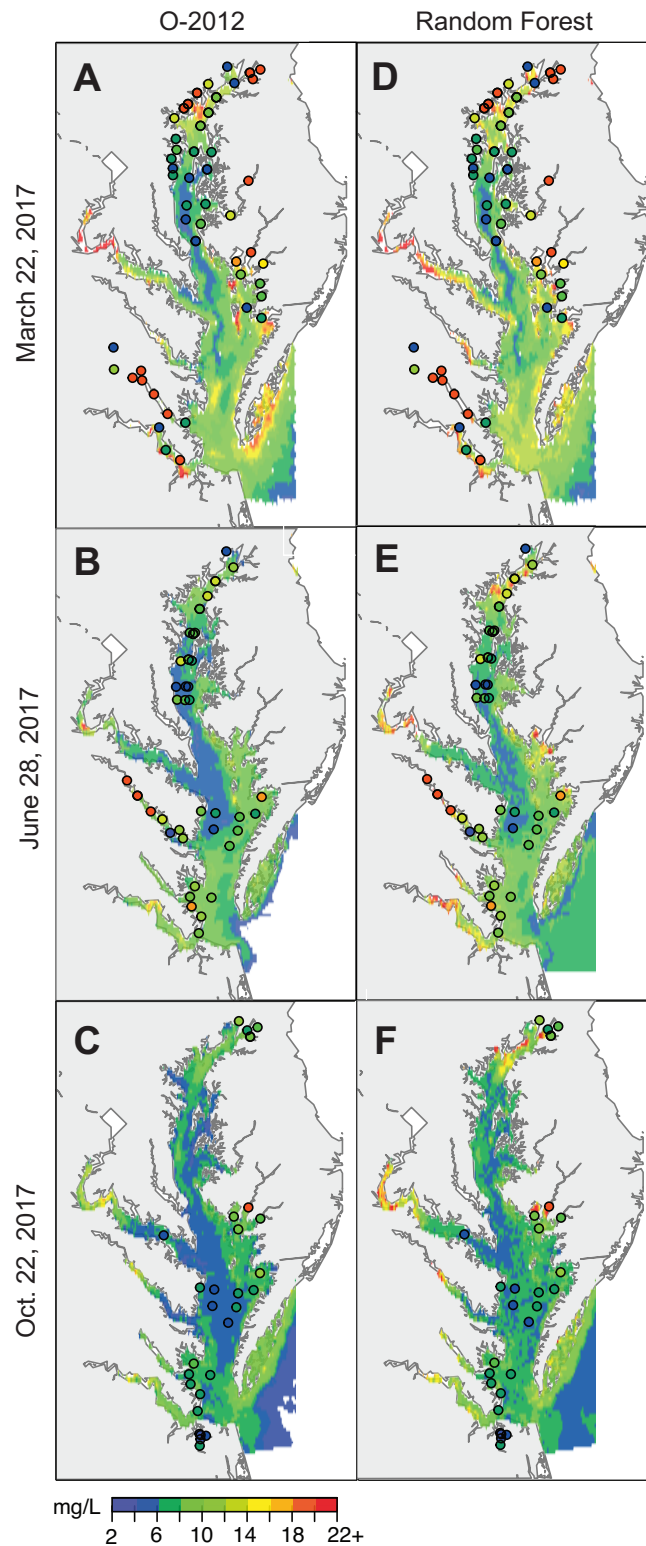 O-2012 Random Forest
March 22, 2017
A D
June 28, 2017
B E
Oct. 22, 2017
C F
mg/L
2 6 10 14 18 22+